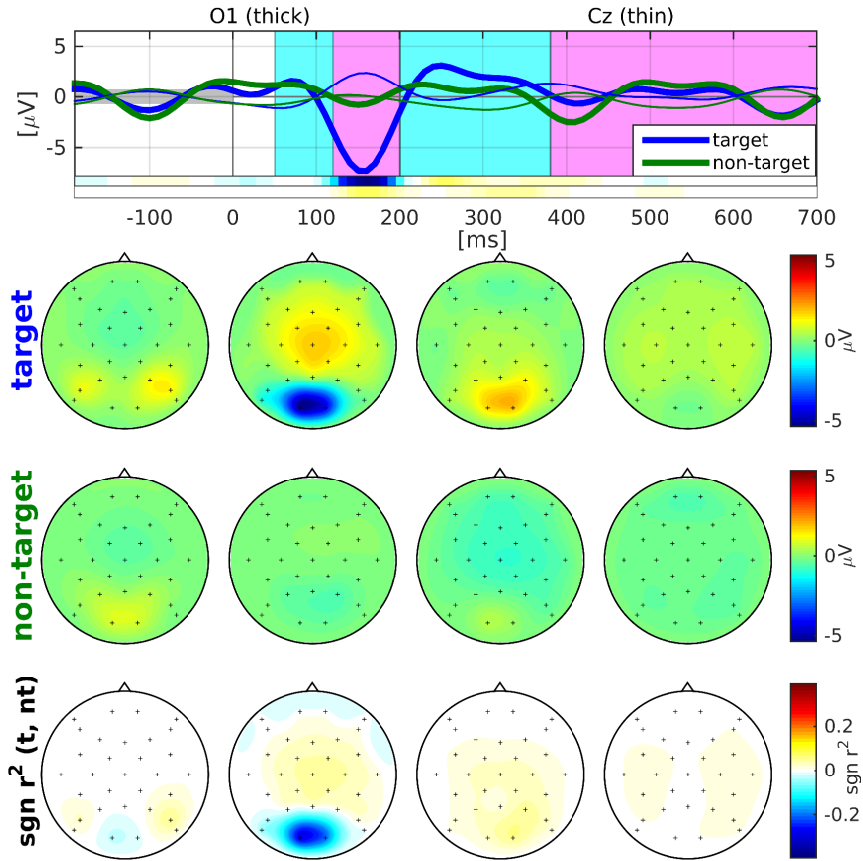 O1 (thick) Cz (thin)
5
0
-5
[μV]
target
non-target
-100 0 100 200 300 400 500 600 700
[ms]
target
5
0
-5
μV
non-target
5
0
-5
μV
sgn r² (t, nt)
0.2
0
-0.2
sgn r²